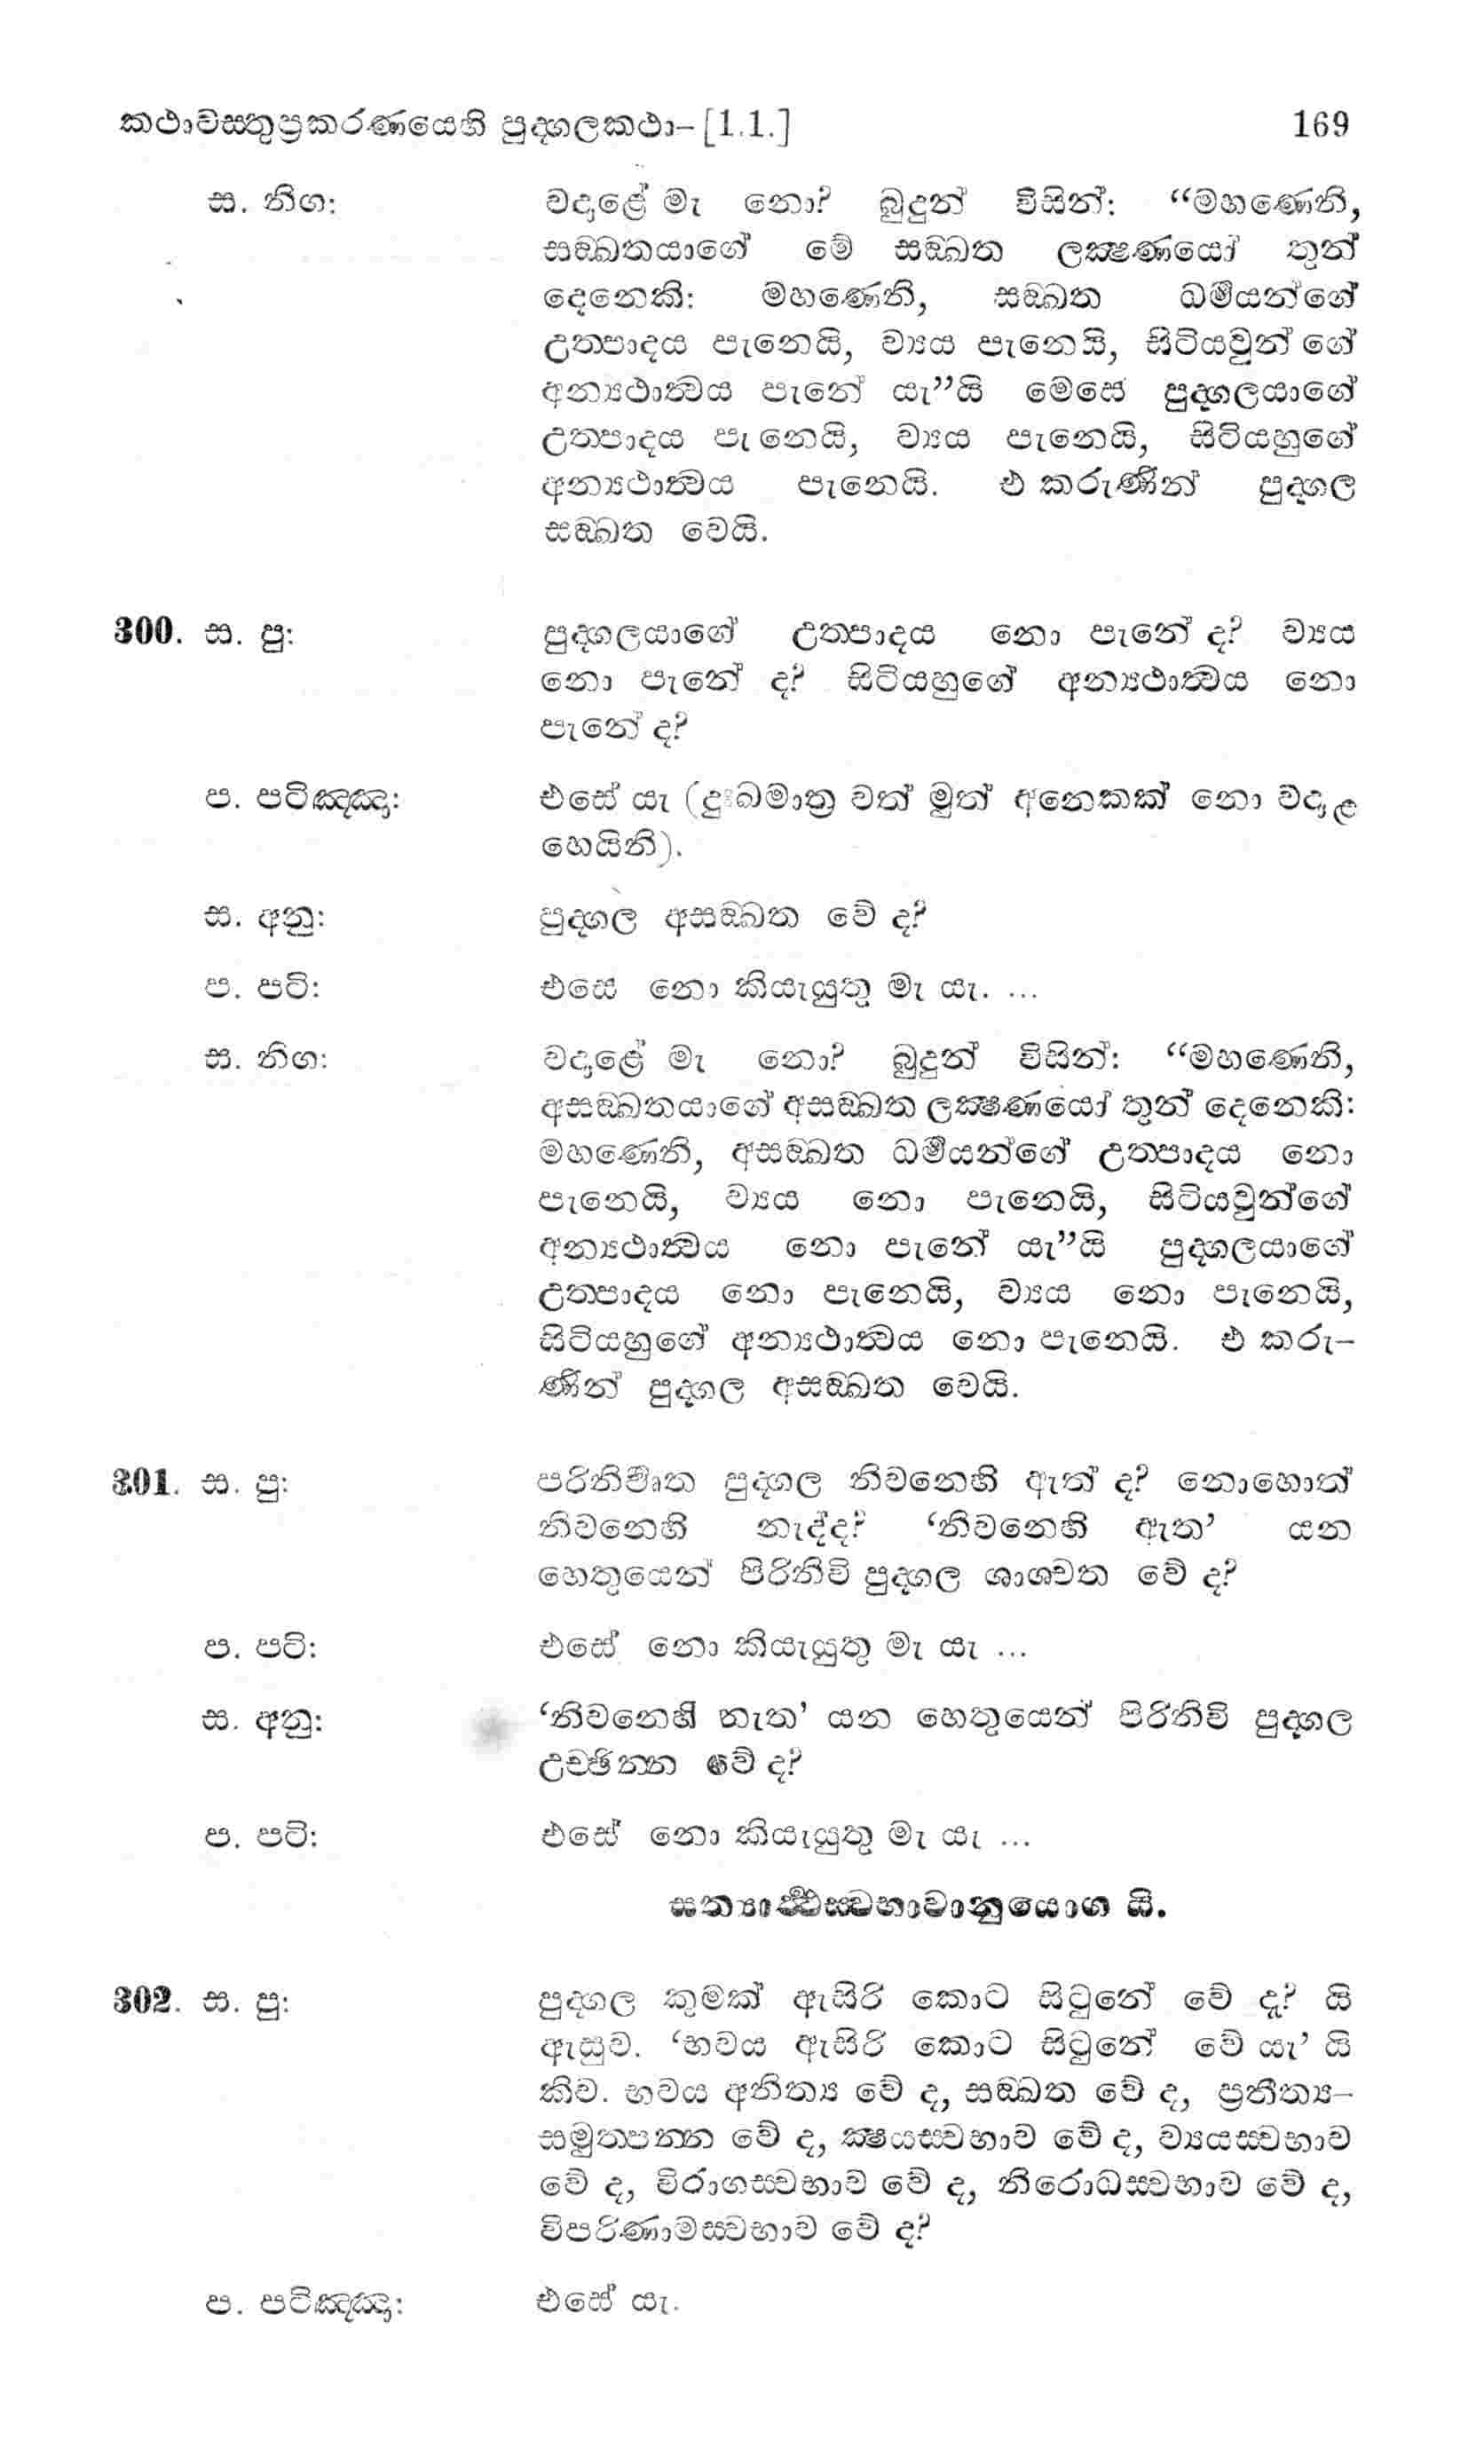 කථාවස්තුප්‍රකරණයෙහි පුද්ගලකථා–[1.1.] 169
ස. නිග: වදාළේ මැ නො? බුදුන් විසින්: “මහණෙනි,
සඞ්ඛතයාගේ මේ සඞ්ඛත ලක්‍ෂණයෝ තුන්
දෙනෙකි: මහණෙනි, සඞ්ඛත ධර්‍මයන්ගේ
උත්පාදය පැනෙයි, ව්‍යය පැනෙයි, සිටියවුන් ගේ
අන්‍යථාත්වය පැනේ යැ”යි මෙසෙ පුද්ගලයාගේ
උත්පාදය පැ නෙයි, ව්‍යය පැනෙයි, සිටියහුගේ
අන්‍යථාත්වය පැනෙයි. එ කරුණින් පුද්ගල
සඞ්ඛත වෙයි.
300. ස. පු: පුද්ගලයාගේ උත්පාදය නො පැනේ ද? ව්‍යය
නො පැනේ ද? සිටියහුගේ අන්‍යථාත්වය නො
පැනේ ද?
ප. පටිඤ්ඤා: එසේ යැ (දුඃඛමාත්‍ර වත් මුත් අනෙකක් නො වදාළ
හෙයිනි).
ස. අනු: පුද්ගල අසඞ්ඛත වේ ද?
ප. පටි: එසෙ නො කියැයුතු මැ යැ. ...
ස. නිග: වදාළේ මැ නො? බුදුන් විසින්: “මහණෙනි,
අසඞ්ඛතයාගේ අසඞ්ඛත ලක්‍ෂණයෝ තුන් දෙනෙකි:
මහණෙනි, අසඞ්ඛත ධර්‍මයන්ගේ උත්පාදය නො
පැනෙයි, ව්‍යය නො පැනෙයි, සිටියවුන්ගේ
අන්‍යථාත්වය නො පැනේ යැ”යි පුද්ගලයාගේ
උත්පාදය නො පැනෙයි, ව්‍යය නො පැනෙයි,
සිටියහුගේ අන්‍යථාත්වය නො පැනෙයි. එ කරු–
ණින් පුද්ගල අසඞ්ඛත වෙයි.
301. ස. පු: පරිනිර්‍වෘත පුද්ගල නිවනෙහි ඇත් ද? නොහොත්
නිවනෙහි නැද්ද? ‘නිවනෙහි ඇත’ යන
හෙතුයෙන් පිරිනිවි පුද්ගල ශාශ්වත වේ ද?
ප. පටි: එසේ නො කියැයුතු මැ යැ ...
ස. අනු: ‘නිවනෙහි නැත’ යන හෙතුයෙන් පිරිනිවි පුද්ගල
උච්ඡින්න වේ ද?
ප. පටි: එසේ නො කියැයුතු මැ යැ ...
සත්‍යාර්‍ථස්වභාවානුයොග යි.
302. ස. පු: පුද්ගල කුමක් ඇසිරි කොට සිටුනේ වේ දැ? යි
ඇසුව. ‘භවය ඇසිරි කොට සිටුනේ වේ යැ’ යි
කිව. භවය අනිත්‍ය වේ ද, සඞ්ඛත වේ ද, ප්‍රතීත්‍ය–
සමුත්පන්න වේ ද, ක්‍ෂයස්වභාව වේ ද, ව්‍යයස්වභාව
වේ ද, විරාගස්වභාව වේ ද, නිරොධස්වභාව වේ ද,
විපරිණාමස්වභාව වේ ද?
ප. පටිඤ්ඤා: එසේ යැ.